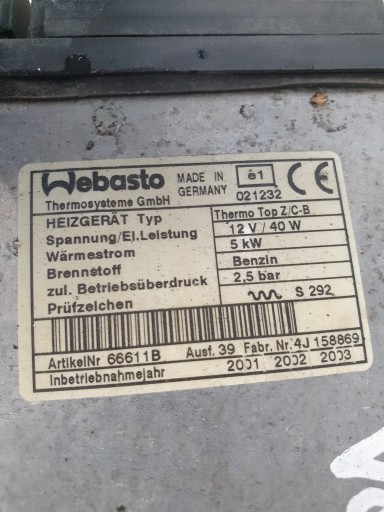 Webasto
Thermosysteme GmbH
MADE IN GERMANY
e1
021232
CE
HEIZGERÄT Typ Thermo Top Z/C-B
Spannung/El.Leistung 12 V / 40 W
Wärmestrom 5 kW
Brennstoff Benzin
zul. Betriebsüberdruck 2,5 bar
Prüfzeichen S 292
ArtikelNr 66611B Ausf. 39 Fabr. Nr. 4J 158869
Inbetriebnahmejahr 2001 2002 2003